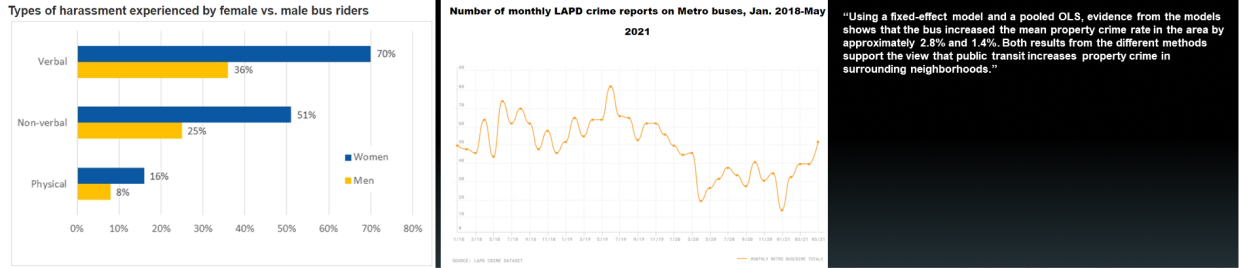 Types of harassment experienced by female vs. male bus riders
Verbal
70%
36%
Non-verbal
51%
25%
Women
Men
Physical
16%
8%
0%
10%
20%
30%
40%
50%
60%
70%
80%
Number of monthly LAPD crime reports on Metro buses, Jan. 2018-May
2021
SOURCE: LAPD CRIME DATASET
“Using a fixed-effect model and a pooled OLS, evidence from the models
shows that the bus increased the mean property crime rate in the area by
approximately 2.8% and 1.4%. Both results from the different methods
support the view that public transit increases property crime in
surrounding neighborhoods.”